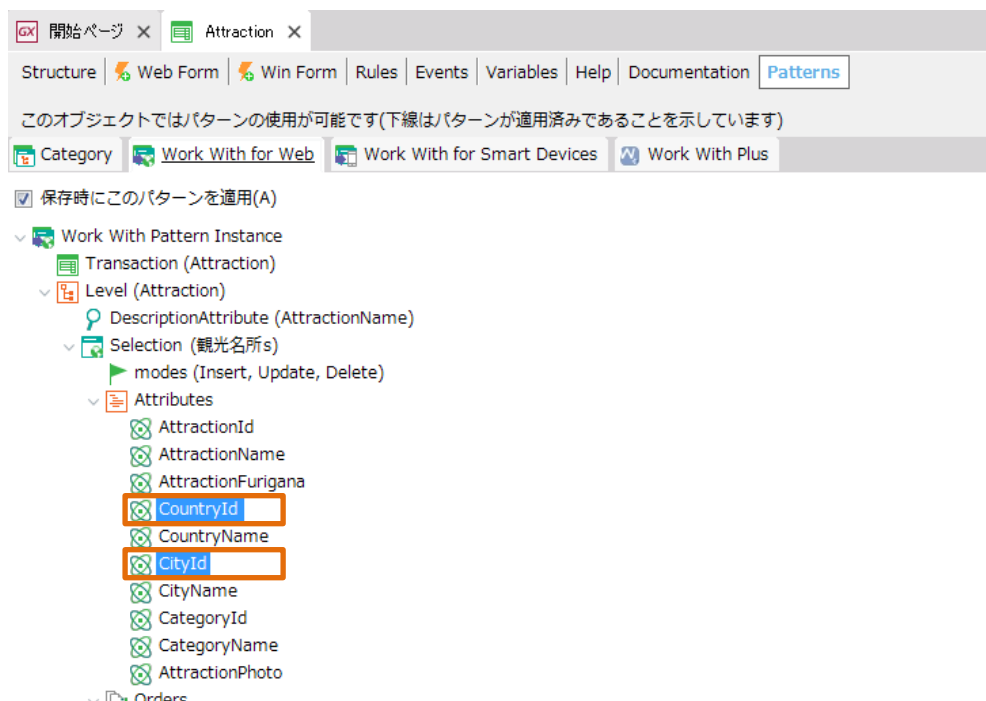 GX 開始ページ Attraction
Structure Web Form Win Form Rules Events Variables Help Documentation Patterns
このオブジェクトではパターンの使用が可能です(下線はパターンが適用済みであることを示しています)
Category Work With for Web Work With for Smart Devices Work With Plus
保存時にこのパターンを適用(A)
Work With Pattern Instance
Transaction (Attraction)
Level (Attraction)
DescriptionAttribute (AttractionName)
Selection (観光名所s)
modes (Insert, Update, Delete)
Attributes
AttractionId
AttractionName
AttractionFurigana
CountryId
CountryName
CityId
CityName
CategoryId
CategoryName
AttractionPhoto
Orders